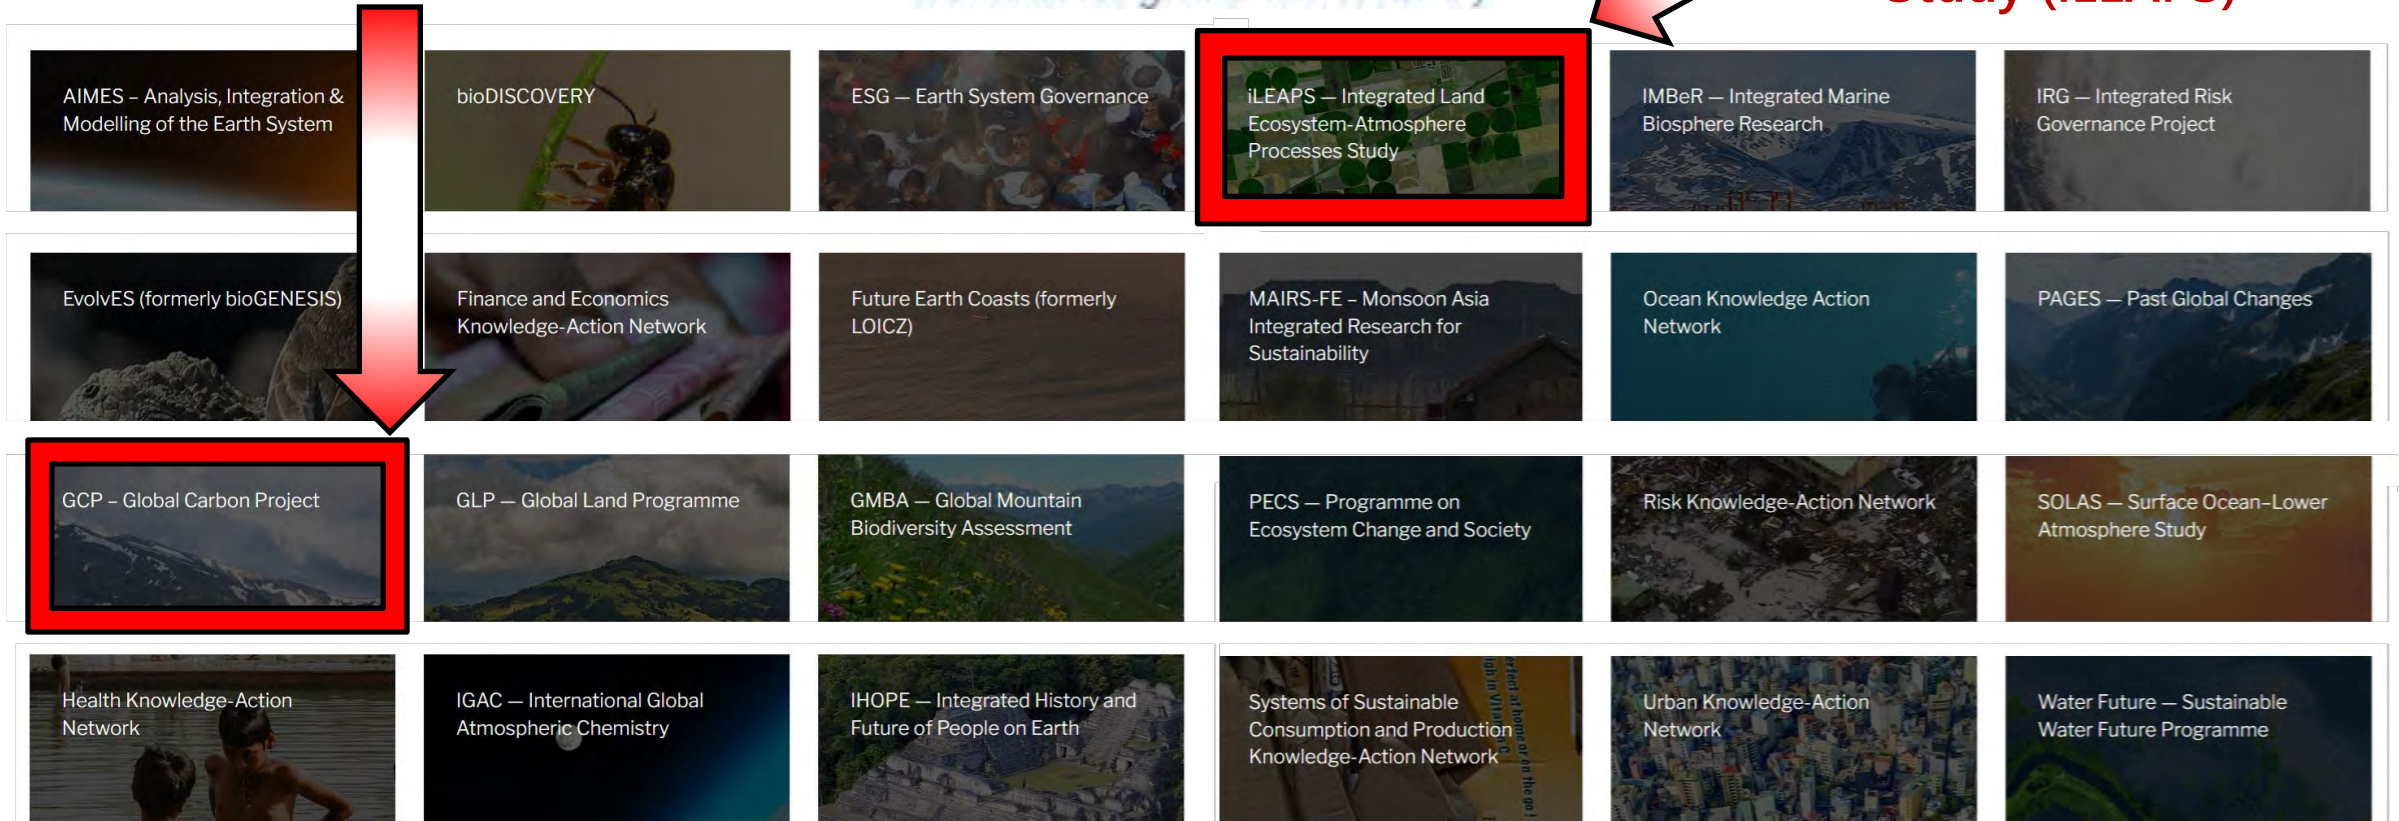 Study (iLEAPS)
AIMES – Analysis, Integration &
Modelling of the Earth System
bioDISCOVERY
ESG — Earth System Governance
iLEAPS — Integrated Land
Ecosystem-Atmosphere
Processes Study
IMBeR — Integrated Marine
Biosphere Research
IRG — Integrated Risk
Governance Project
EvolvES (formerly bioGENESIS)
Finance and Economics
Knowledge-Action Network
Future Earth Coasts (formerly
LOICZ)
MAIRS-FE – Monsoon Asia
Integrated Research for
Sustainability
Ocean Knowledge Action
Network
PAGES — Past Global Changes
GCP – Global Carbon Project
GLP — Global Land Programme
GMBA — Global Mountain
Biodiversity Assessment
PECS — Programme on
Ecosystem Change and Society
Risk Knowledge-Action Network
SOLAS — Surface Ocean–Lower
Atmosphere Study
Health Knowledge-Action
Network
IGAC — International Global
Atmospheric Chemistry
IHOPE — Integrated History and
Future of People on Earth
Systems of Sustainable
Consumption and Production
Knowledge-Action Network
Urban Knowledge-Action
Network
Water Future — Sustainable
Water Future Programme